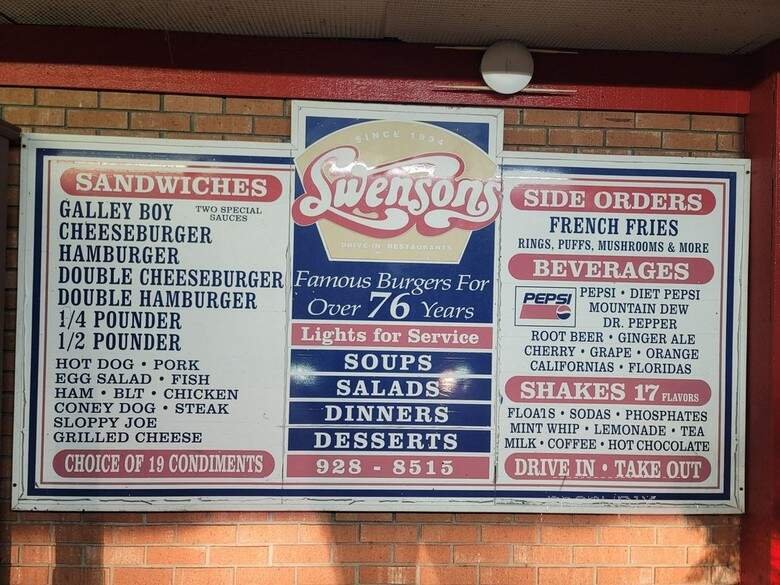 SANDWICHES
GALLEY BOY TWO SPECIAL SAUCES
CHEESEBURGER
HAMBURGER
DOUBLE CHEESEBURGER
DOUBLE HAMBURGER
1/4 POUNDER
1/2 POUNDER
HOT DOG • PORK
EGG SALAD • FISH
HAM • BLT • CHICKEN
CONEY DOG • STEAK
SLOPPY JOE
GRILLED CHEESE
CHOICE OF 19 CONDIMENTS
SINCE 1934
Swensons
DRIVE-IN RESTAURANTS
Famous Burgers For
Over 76 Years
Lights for Service
SOUPS
SALADS
DINNERS
DESSERTS
928 - 8515
SIDE ORDERS
FRENCH FRIES
RINGS, PUFFS, MUSHROOMS & MORE
BEVERAGES
PEPSI
PEPSI • DIET PEPSI
MOUNTAIN DEW
DR. PEPPER
ROOT BEER • GINGER ALE
CHERRY • GRAPE • ORANGE
CALIFORNIAS • FLORIDAS
SHAKES 17 FLAVORS
FLOATS • SODAS • PHOSPHATES
MINT WHIP • LEMONADE • TEA
MILK • COFFEE • HOT CHOCOLATE
DRIVE IN • TAKE OUT